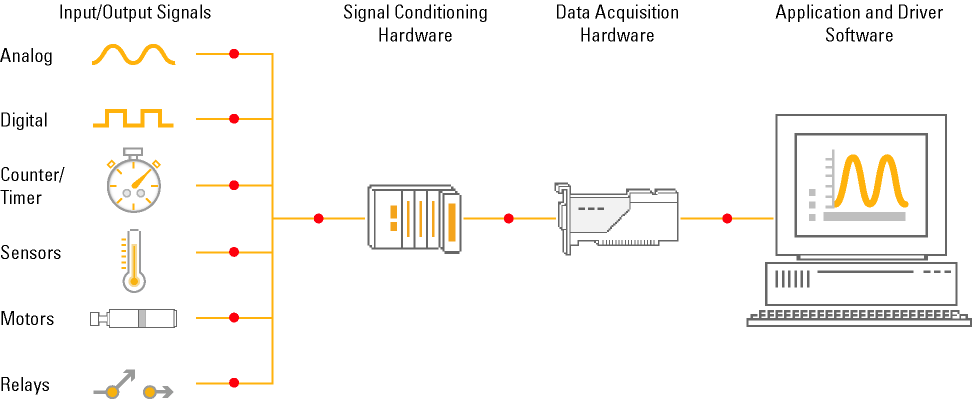 Input/Output Signals
Signal Conditioning
Hardware
Data Acquisition
Hardware
Application and Driver
Software
Analog
Digital
Counter/
Timer
Sensors
Motors
Relays